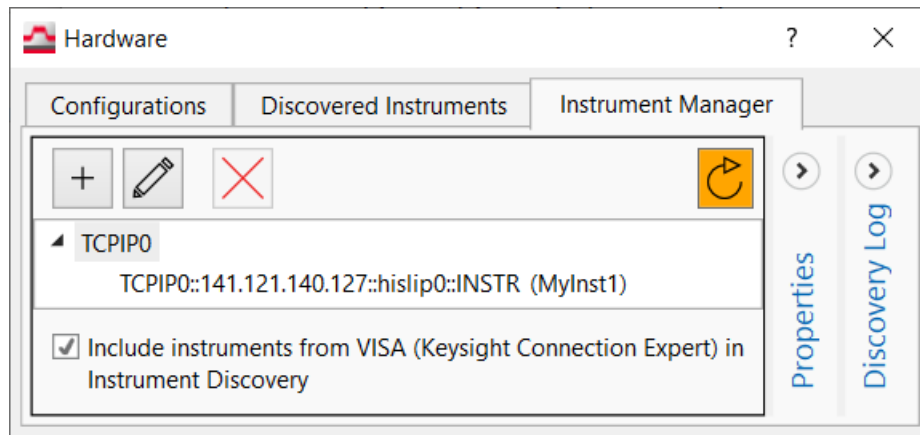 Hardware
?
Configurations
Discovered Instruments
Instrument Manager
TCPIP0
TCPIP0::141.121.140.127::hislip0::INSTR (MyInst1)
Include instruments from VISA (Keysight Connection Expert) in
Instrument Discovery
Properties
Discovery Log